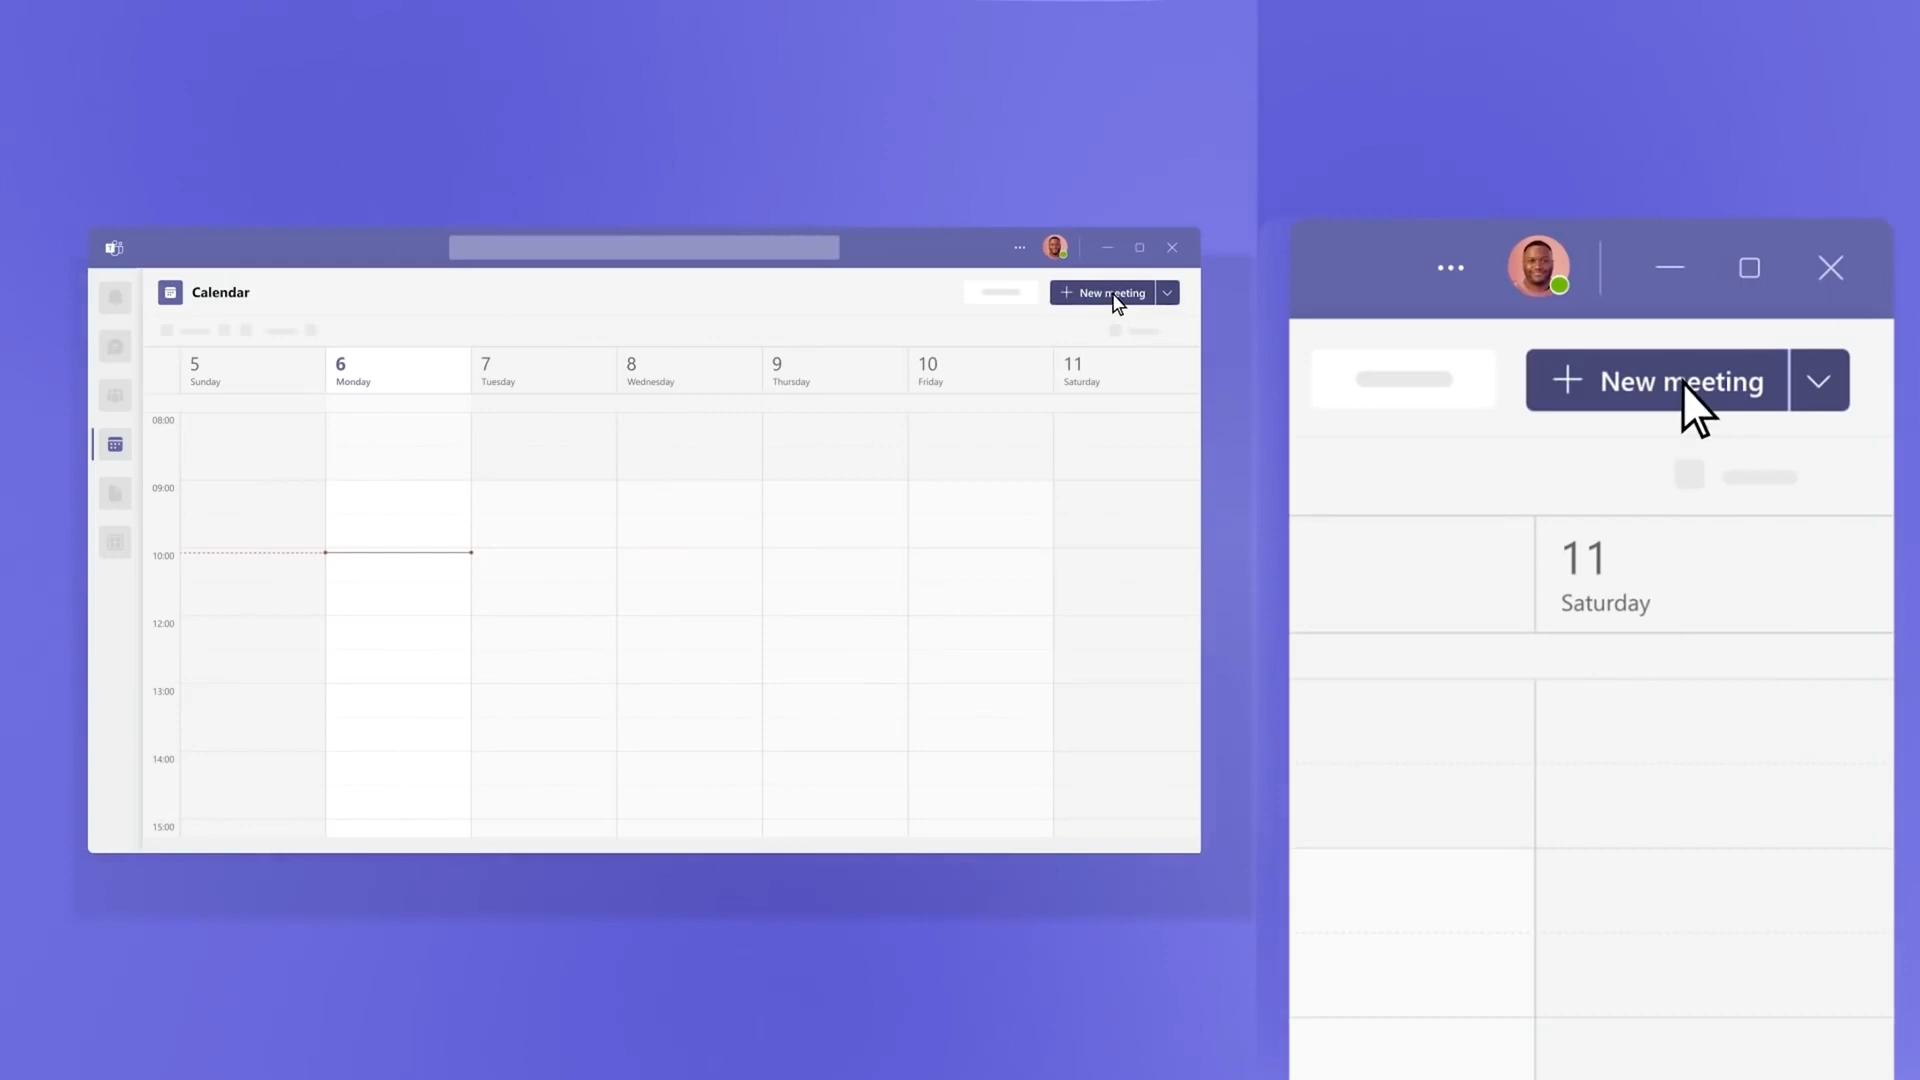 Calendar
New meeting
5 6 7 8 9 10 11
Sunday Monday Tuesday Wednesday Thursday Friday Saturday
08:00
09:00
10:00
12:00
13:00
14:00
15:00
New meeting
11
Saturday